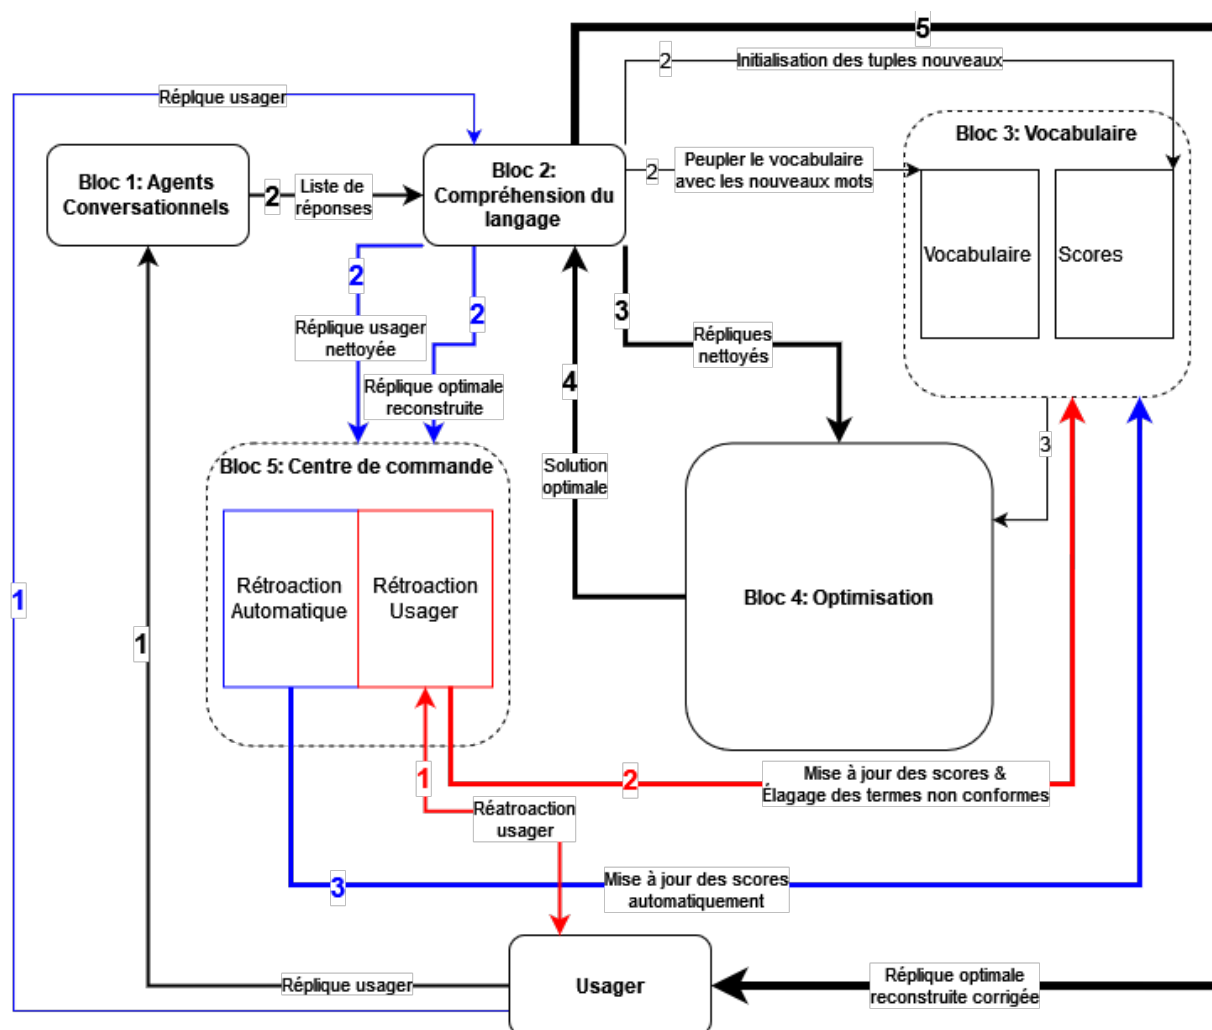 5
2
Initialisation des tuples nouveaux
Réplque usager
Bloc 3: Vocabulaire
Bloc 1: Agents
Conversationnels
2
Liste de
réponses
Bloc 2:
Compréhension du
langage
2
Peupler le vocabulaire
avec les nouveaux mots
Vocabulaire
Scores
2
2
3
Réplique usager
nettoyée
Répliques
nettoyés
Réplique optimale
reconstruite
4
3
Bloc 5: Centre de commande
Solution
optimale
Rétroaction
Automatique
Rétroaction
Usager
Bloc 4: Optimisation
1
1
1
2
Mise à jour des scores &
Élagage des termes non conformes
Réatroaction
usager
3
Mise à jour des scores
automatiquement
Réplique usager
Usager
Réplique optimale
reconstruite corrigée